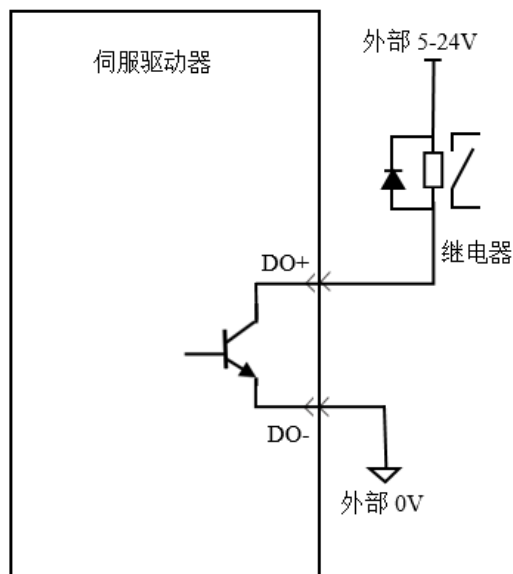 外部 5-24V
伺服驱动器
继电器
DO+
DO-
外部 0V